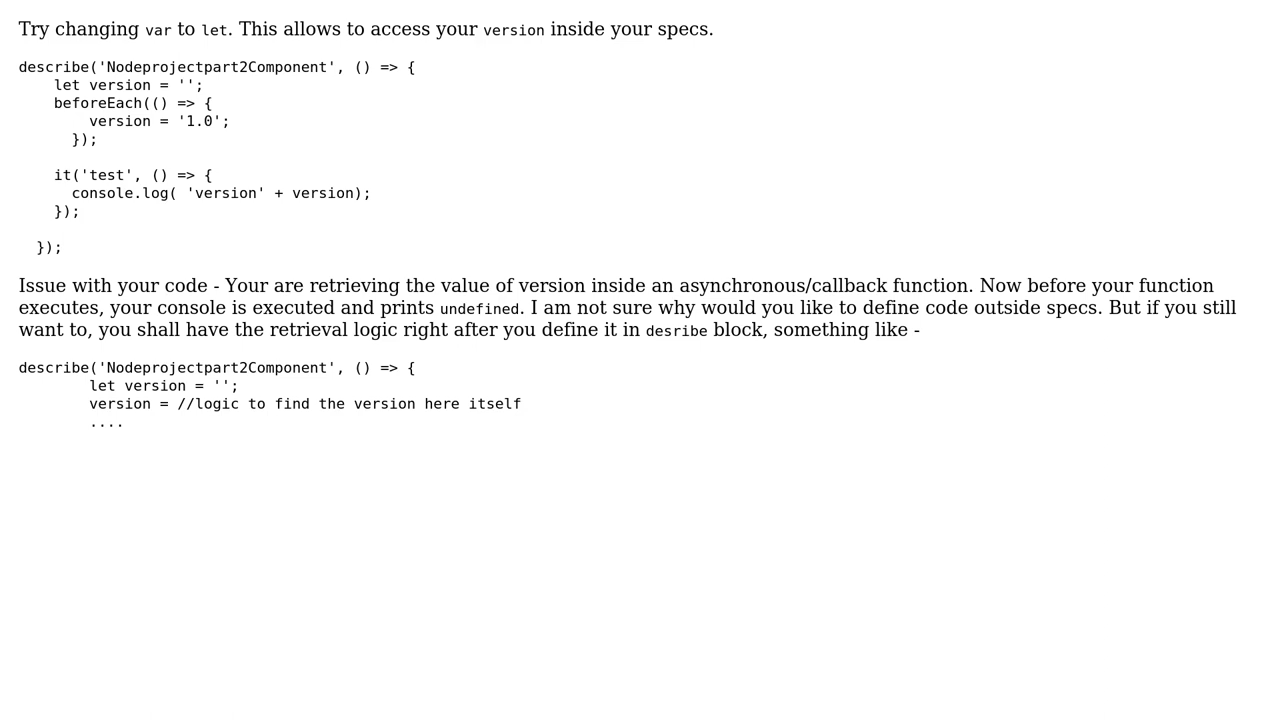 Try changing var to let. This allows to access your version inside your specs.
describe('Nodeprojectpart2Component', () => {
    let version = '';
    beforeEach(() => {
        version = '1.0';
      });
    it('test', () => {
      console.log( 'version' + version);
    });
  });
Issue with your code - Your are retrieving the value of version inside an asynchronous/callback function. Now before your function
executes, your console is executed and prints undefined. I am not sure why would you like to define code outside specs. But if you still
want to, you shall have the retrieval logic right after you define it in desribe block, something like -
describe('Nodeprojectpart2Component', () => {
        let version = '';
        version = //logic to find the version here itself
        ....